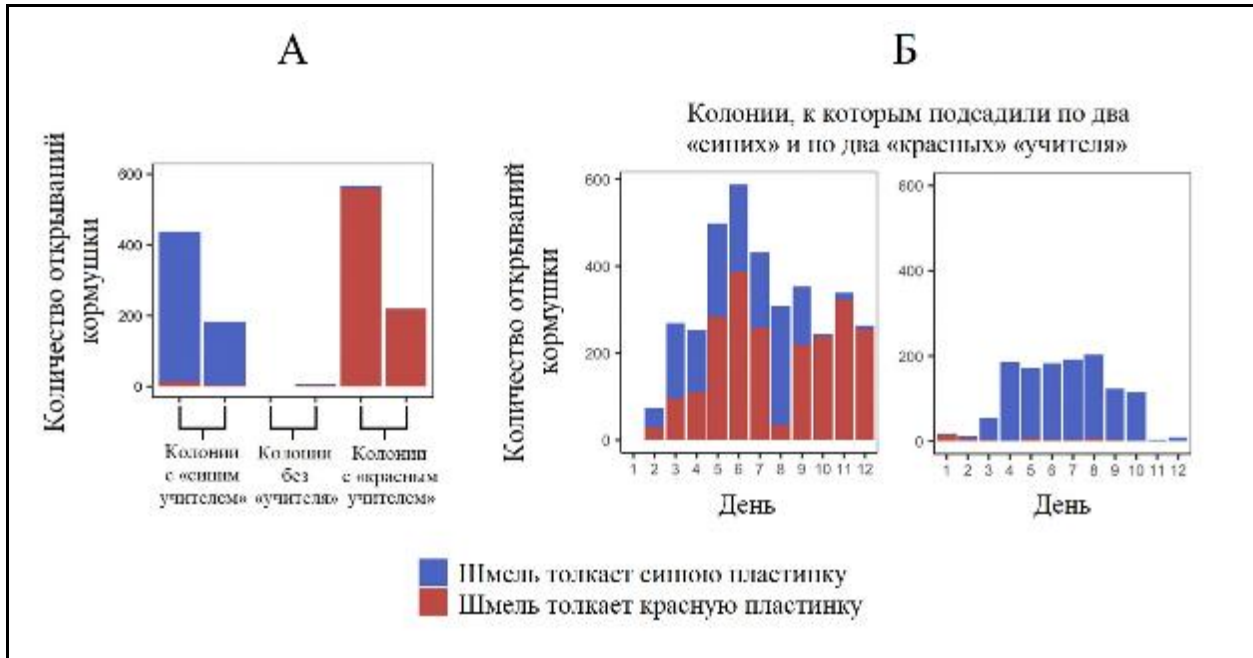 А
Б
Количество открываний
кормушки
600
400
200
0
Колонии
с «синим
учителем»
Колонии
без
«учителя»
Колонии
с «красным
учителем»
Колонии, к которым подсадили по два
«синих» и по два «красных» «учителя»
Количество открываний
кормушки
600
400
200
0
1 2 3 4 5 6 7 8 9 10 11 12
День
600
400
200
0
1 2 3 4 5 6 7 8 9 10 11 12
День
Шмель толкает синюю пластинку
Шмель толкает красную пластинку